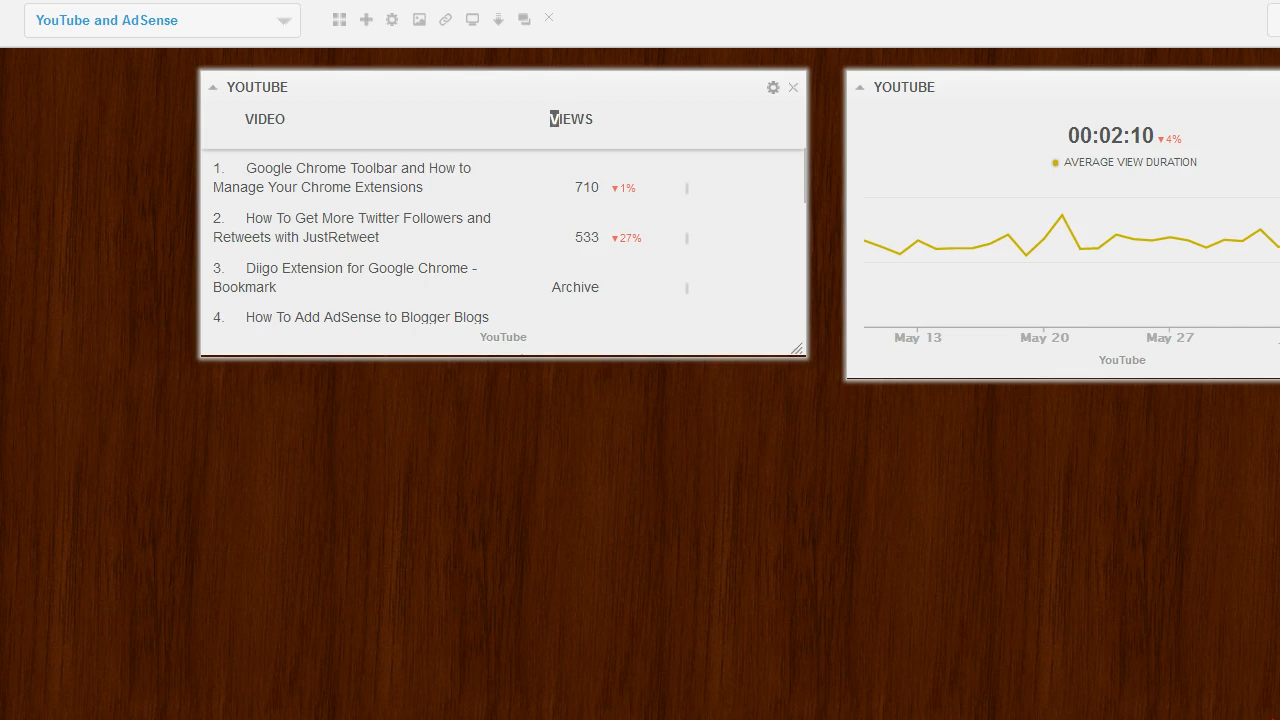 YouTube and AdSense
YOUTUBE
VIDEO VIEWS
1. Google Chrome Toolbar and How to
Manage Your Chrome Extensions 710 ▼1%
2. How To Get More Twitter Followers and
Retweets with JustRetweet 533 ▼27%
3. Diigo Extension for Google Chrome -
Bookmark Archive
4. How To Add AdSense to Blogger Blogs
YouTube
YOUTUBE
00:02:10 ▼4%
AVERAGE VIEW DURATION
May 13 May 20 May 27
YouTube